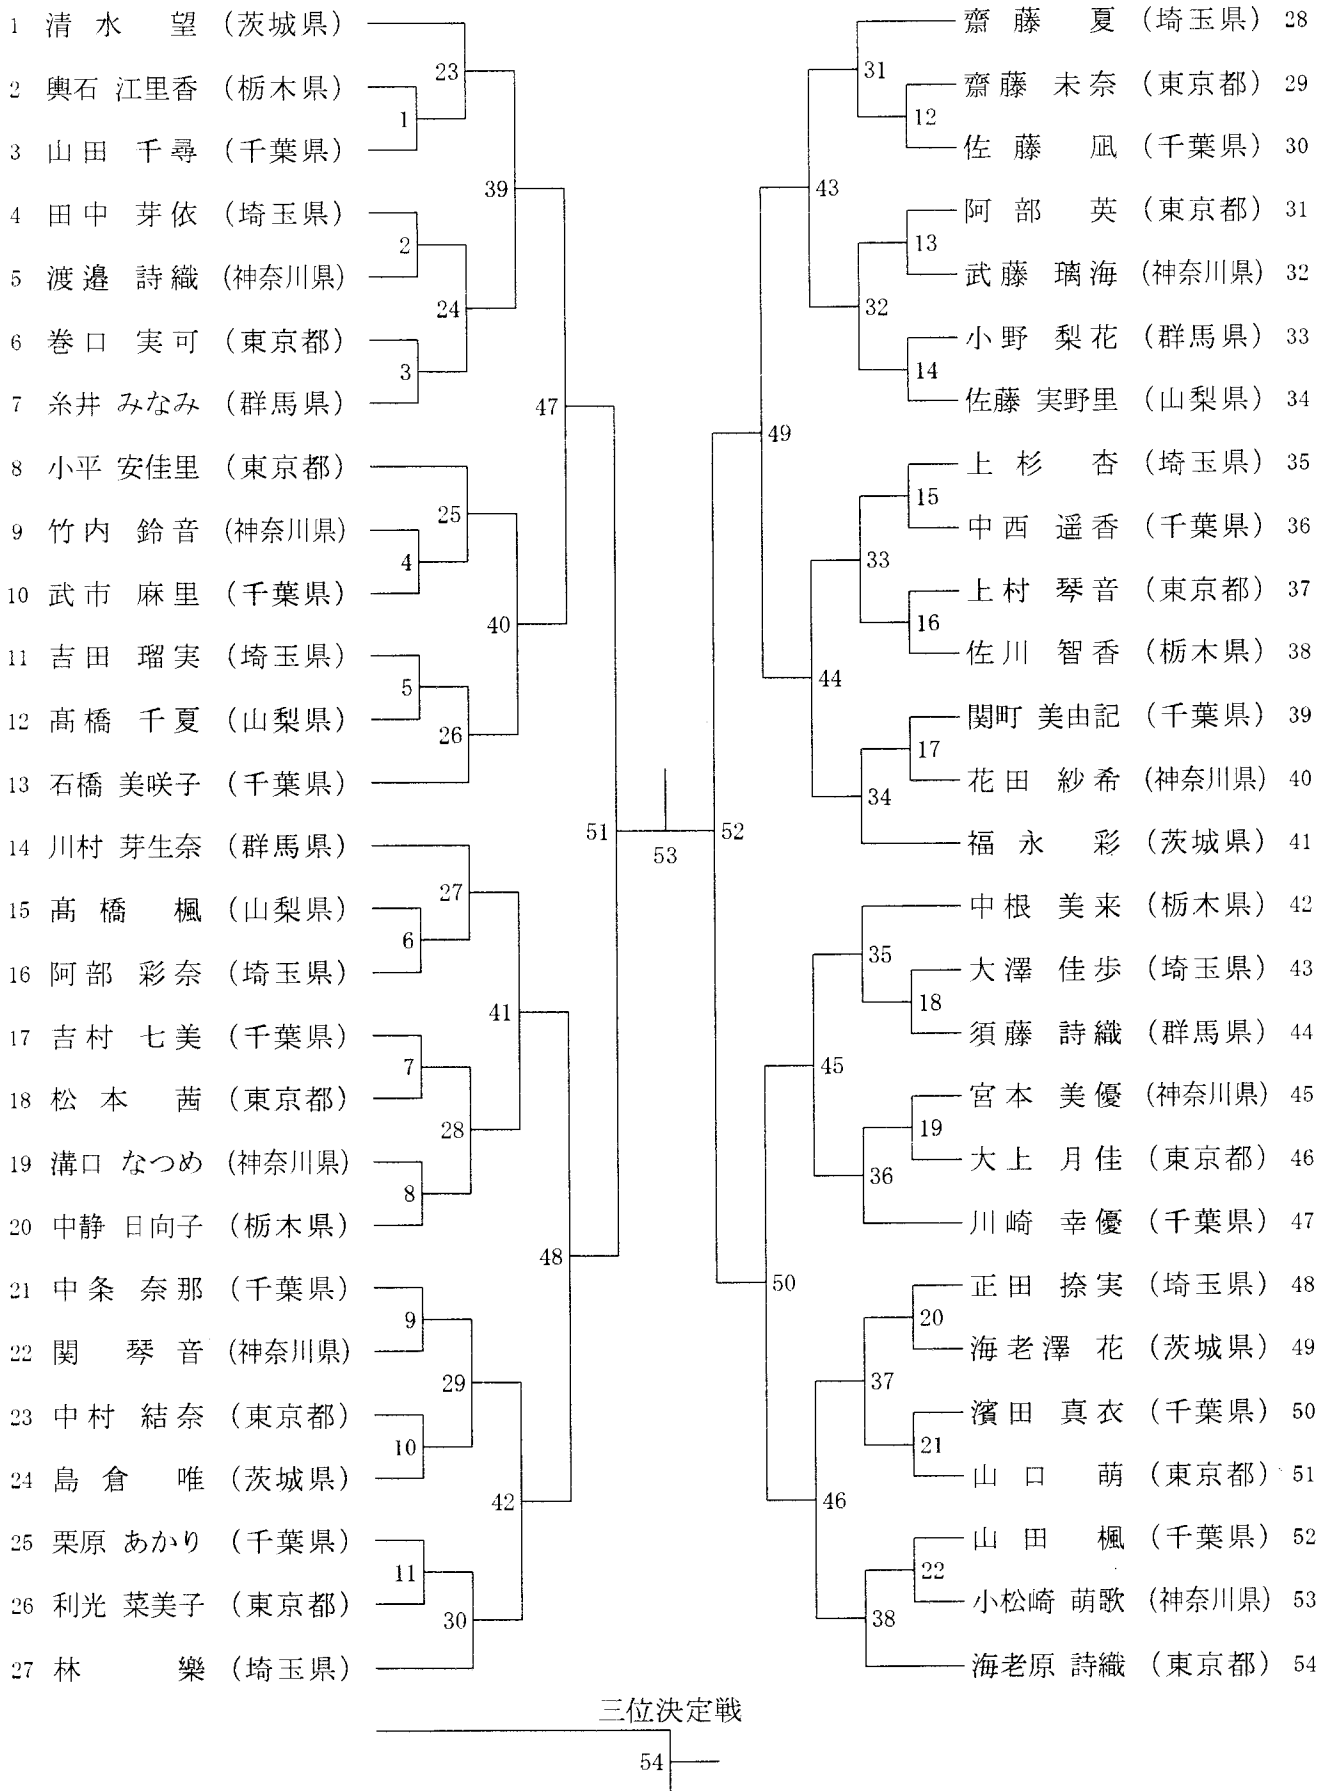 1 清水 望 (茨城県)
2 輿石 江里香 (栃木県)
3 山田 千尋 (千葉県)
4 田中 芽依 (埼玉県)
5 渡邉 詩織 (神奈川県)
6 巻口 実可 (東京都)
7 糸井 みなみ (群馬県)
8 小平 安佳里 (東京都)
9 竹内 鈴音 (神奈川県)
10 武市 麻里 (千葉県)
11 吉田 瑠実 (埼玉県)
12 髙橋 千夏 (山梨県)
13 石橋 美咲子 (千葉県)
14 川村 芽生奈 (群馬県)
15 髙橋 楓 (山梨県)
16 阿部 彩奈 (埼玉県)
17 吉村 七美 (千葉県)
18 松本 茜 (東京都)
19 溝口 なつめ (神奈川県)
20 中静 日向子 (栃木県)
21 中条 奈那 (千葉県)
22 関 琴音 (神奈川県)
23 中村 結奈 (東京都)
24 島倉 唯 (茨城県)
25 栗原 あかり (千葉県)
26 利光 菜美子 (東京都)
27 林 樂 (埼玉県)
1
2
3
4
5
6
7
8
9
10
11
23
24
25
26
27
28
29
30
39
40
41
42
47
48
51
53
52
49
50
43
44
45
46
31
32
33
34
35
36
37
38
12
13
14
15
16
17
18
19
20
21
22
齋藤 夏 (埼玉県) 28
齋藤 未奈 (東京都) 29
佐藤 凪 (千葉県) 30
阿部 英 (東京都) 31
武藤 璃海 (神奈川県) 32
小野 梨花 (群馬県) 33
佐藤 実野里 (山梨県) 34
上杉 杏 (埼玉県) 35
中西 遥香 (千葉県) 36
上村 琴音 (東京都) 37
佐川 智香 (栃木県) 38
関町 美由記 (千葉県) 39
花田 紗希 (神奈川県) 40
福永 彩 (茨城県) 41
中根 美来 (栃木県) 42
大澤 佳歩 (埼玉県) 43
須藤 詩織 (群馬県) 44
宮本 美優 (神奈川県) 45
大上 月佳 (東京都) 46
川崎 幸優 (千葉県) 47
正田 捺実 (埼玉県) 48
海老澤 花 (茨城県) 49
濱田 真衣 (千葉県) 50
山口 萌 (東京都) 51
山田 楓 (千葉県) 52
小松崎 萌歌 (神奈川県) 53
海老原 詩織 (東京都) 54
三位決定戦
54